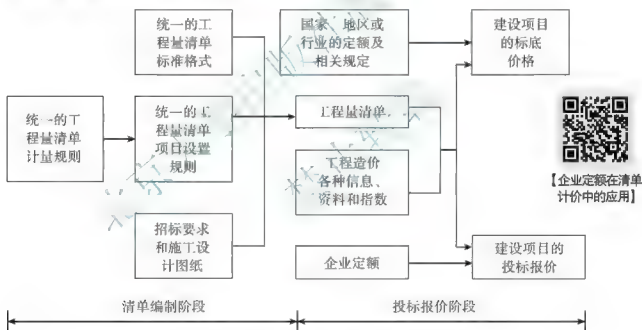 统一的工
程量清单
标准格式
国家、地区或
行业的定额及
相关规定
建设项目
的标底
价格
统一的工
程量清单
计量规则
统一的工
程量清单
项目设置
规则
工程量清单
工程造价
各种信息、
资料和指数
招标要求
和施工设
计图纸
企业定额
建设项目的
投标报价
【企业定额在清单
计价中的应用】
清单编制阶段
投标报价阶段